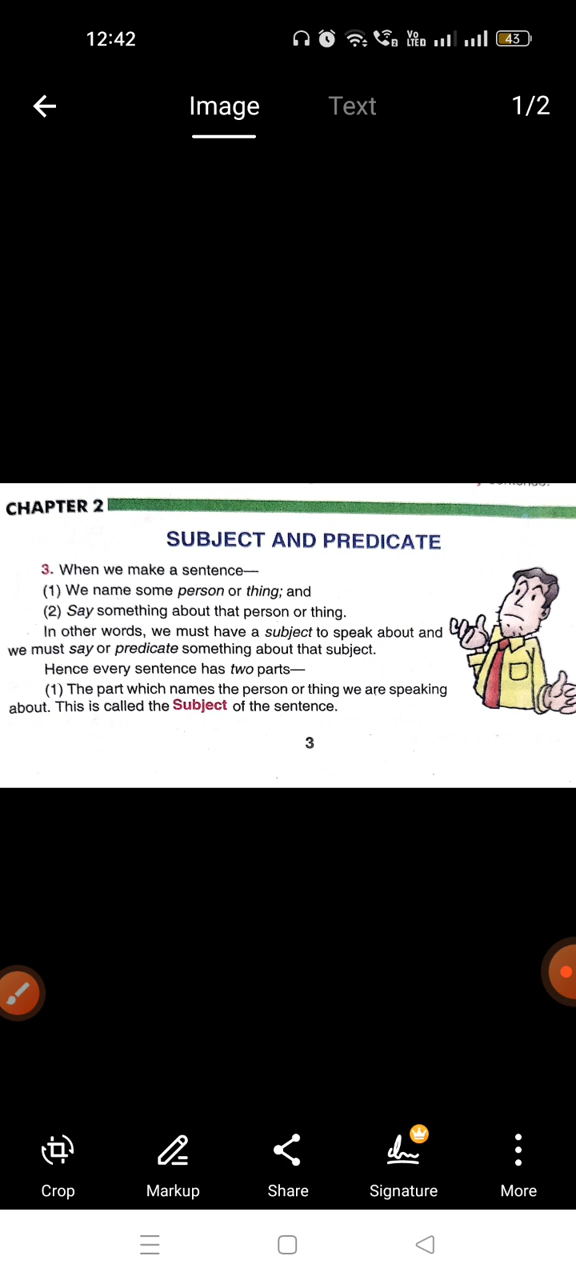 12:42
Vo
LTED
43
Image
Text
1/2
CHAPTER 2
SUBJECT AND PREDICATE
3. When we make a sentence—
(1) We name some person or thing; and
(2) Say something about that person or thing.
In other words, we must have a subject to speak about and
we must say or predicate something about that subject.
Hence every sentence has two parts—
(1) The part which names the person or thing we are speaking
about. This is called the Subject of the sentence.
3
Crop
Markup
Share
Signature
More